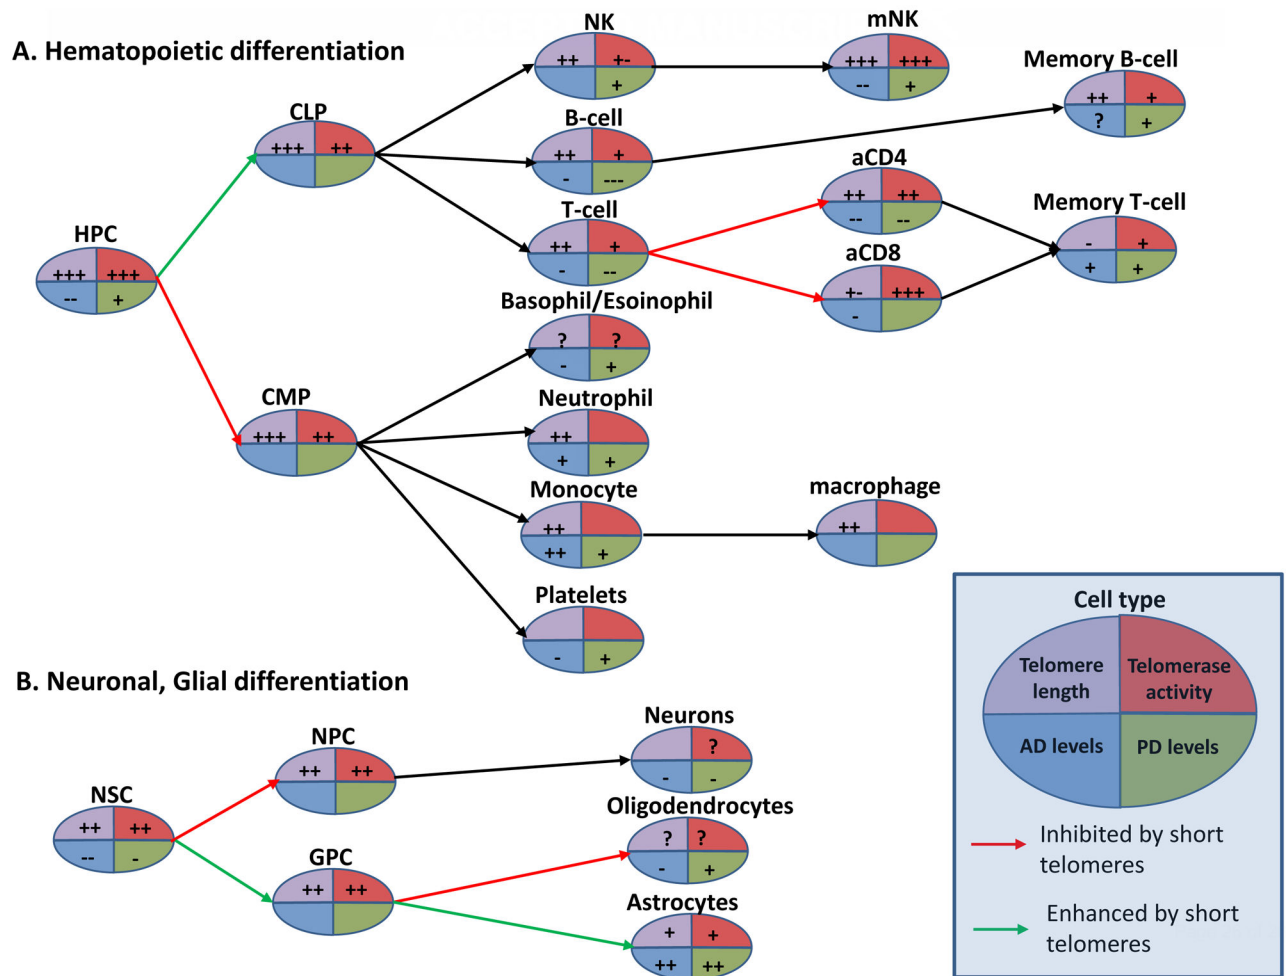 A. Hematopoietic differentiation
NK
++ +-
+
mNK
+++ +++
-- +
Memory B-cell
++ +
? +
CLP
+++ ++
B-cell
++ +
- ---
aCD4
++ ++
-- --
T-cell
++ +
- --
Memory T-cell
- +
+ +
HPC
+++ +++
-- +
aCD8
+- +++
-
Basophil/Esoinophil
? ?
- +
CMP
+++ ++
Neutrophil
++
+ +
Monocyte
++
++ +
macrophage
++
Platelets
- +
B. Neuronal, Glial differentiation
NSC
++ ++
-- -
NPC
++ ++
GPC
++ ++
Neurons
?
- -
Oligodendrocytes
? ?
- +
Astrocytes
+ +
++ ++
Cell type
Telomere
length
Telomerase
activity
AD levels
PD levels
Inhibited by short
telomeres
Enhanced by short
telomeres